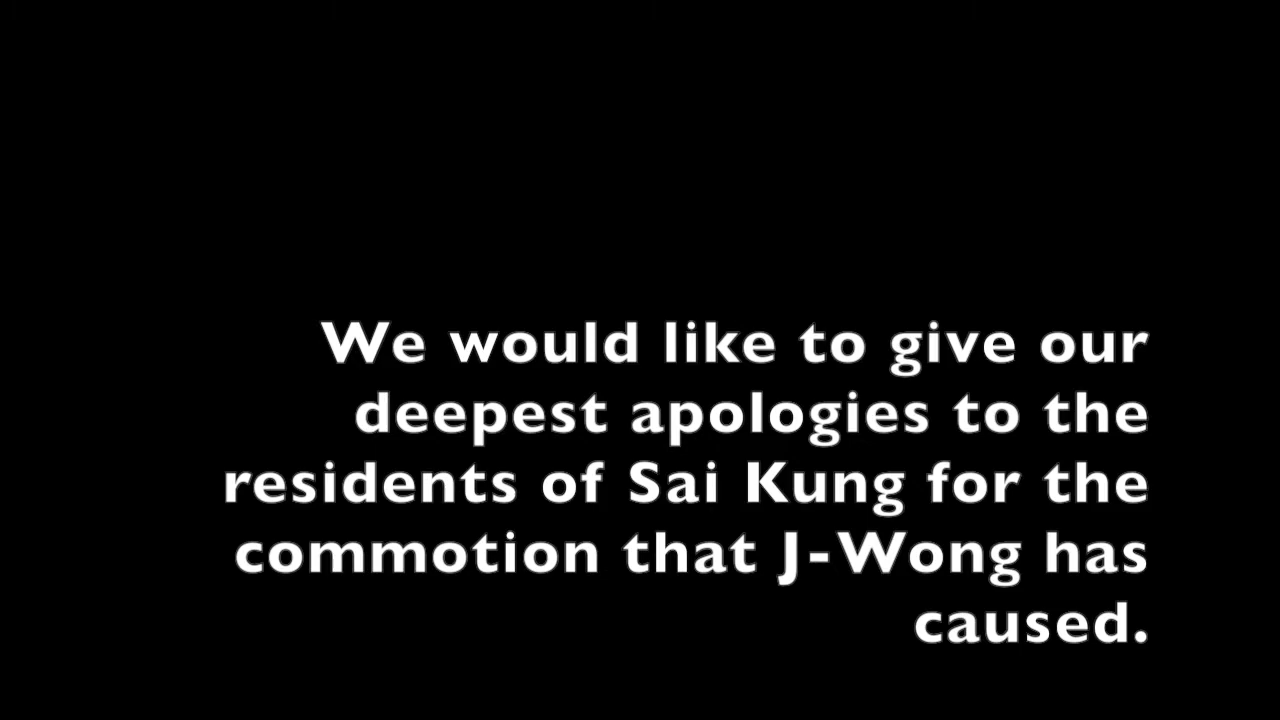 We would like to give our
deepest apologies to the
residents of Sai Kung for the
commotion that J-Wong has
caused.